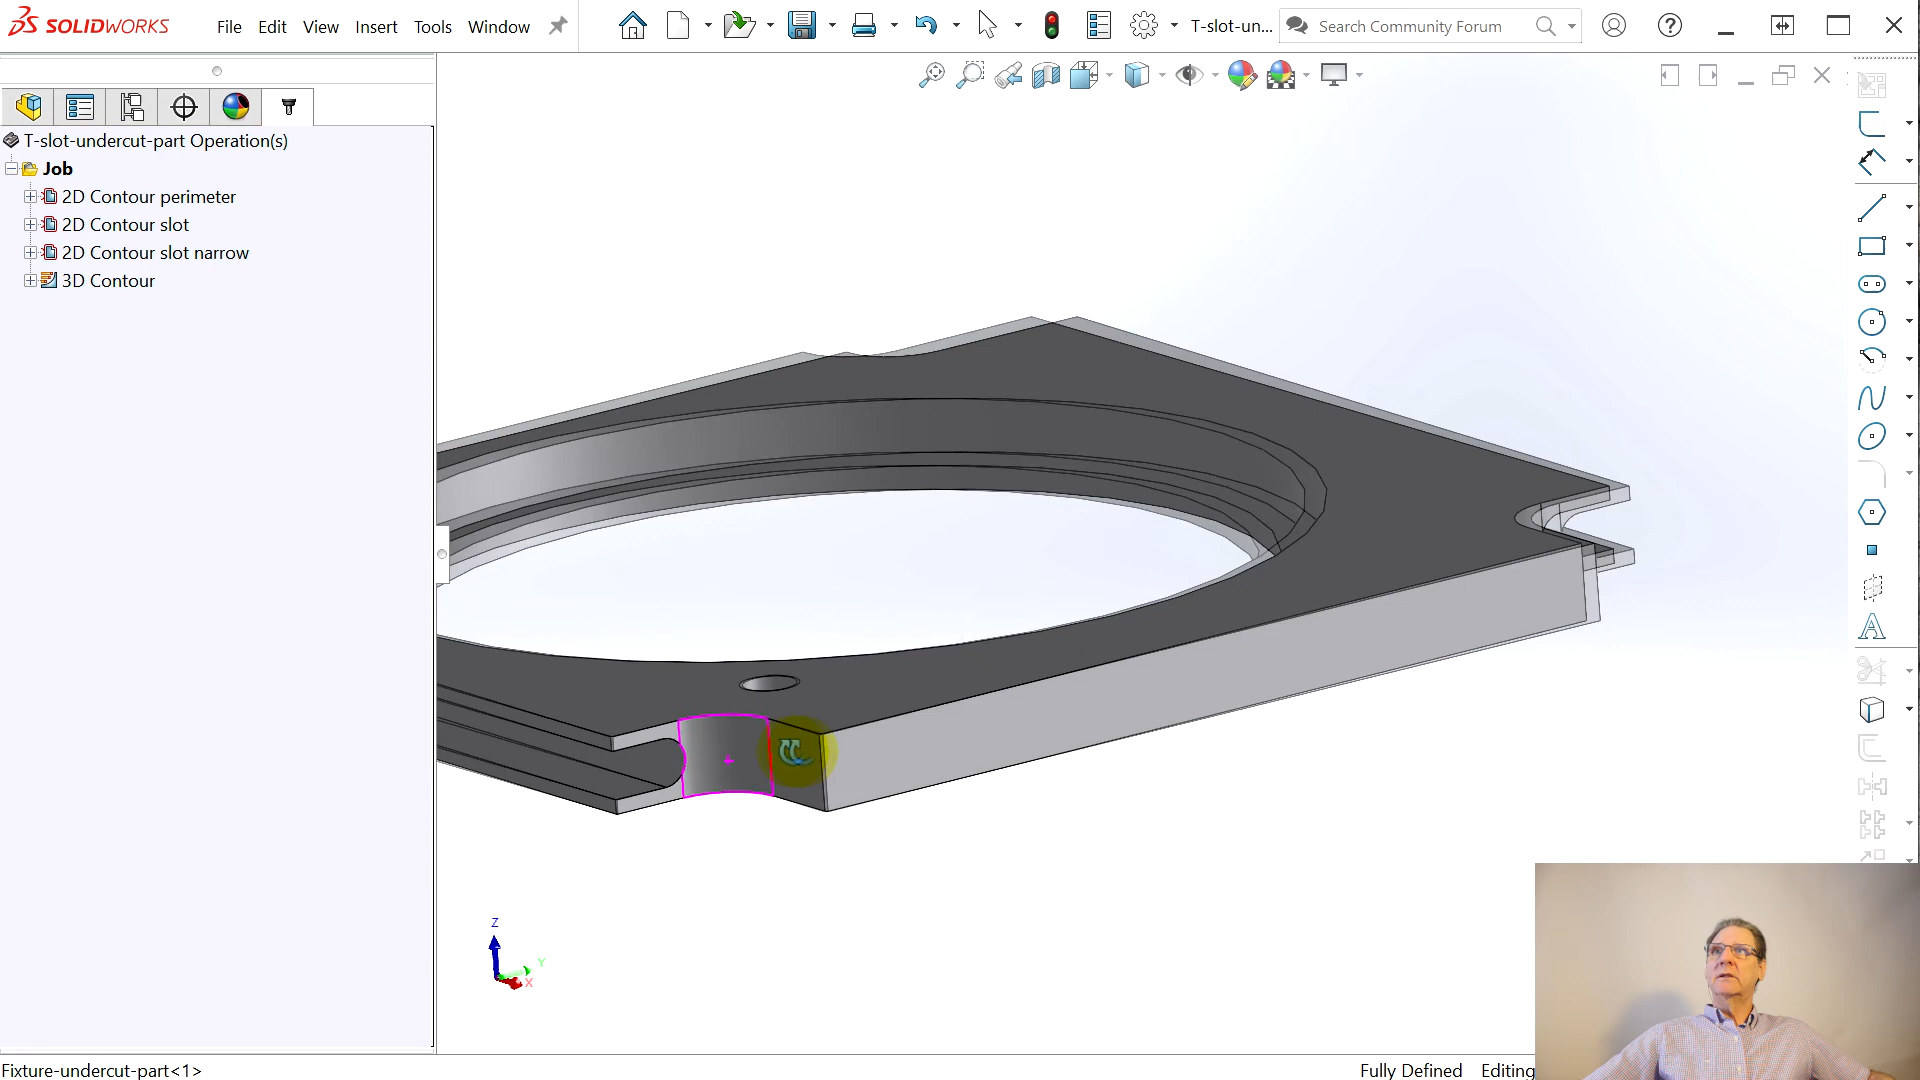 SOLIDWORKS File Edit View Insert Tools Window T-slot-un... Search Community Forum
T-slot-undercut-part Operation(s)
Job
2D Contour perimeter
2D Contour slot
2D Contour slot narrow
3D Contour
Z
Y
X
Fixture-undercut-part<1> Fully Defined Editing